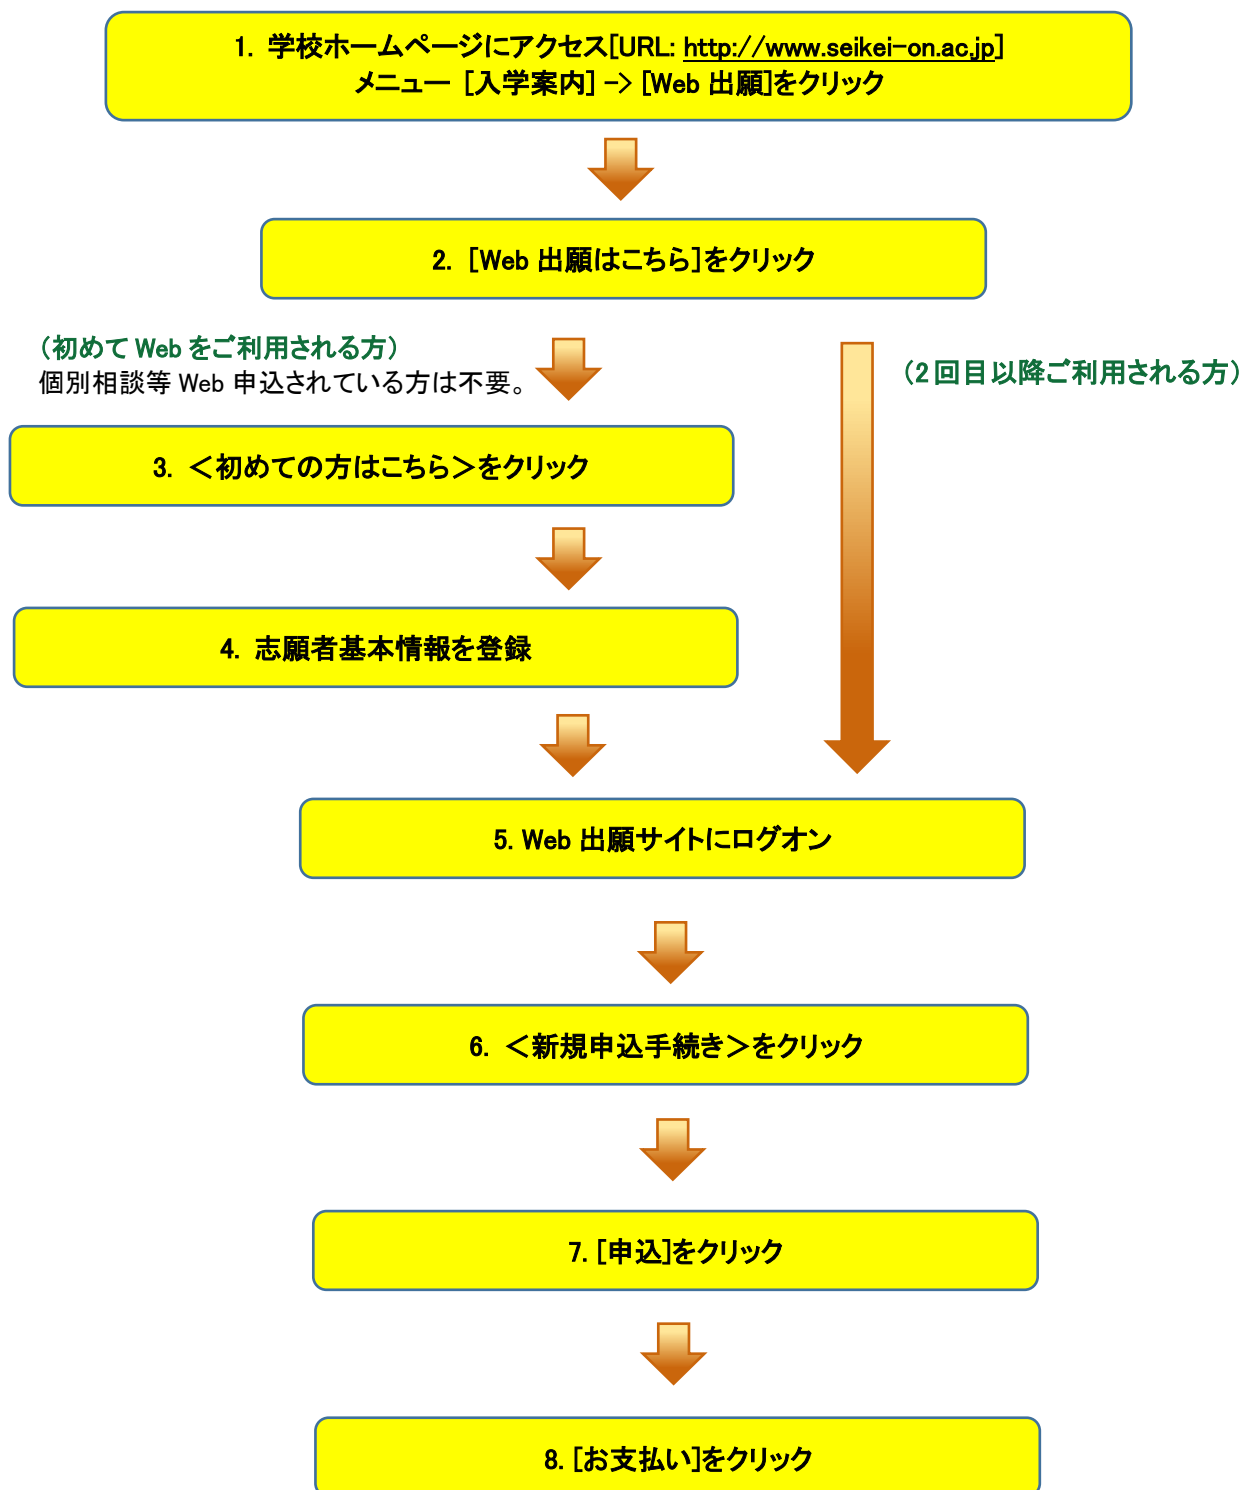 1. 学校ホームページにアクセス[URL: http://www.seikei-on.ac.jp]
メニュー [入学案内] -> [Web 出願]をクリック
2. [Web 出願はこちら]をクリック
（初めて Web をご利用される方）
個別相談等 Web 申込されている方は不要。
（2 回目以降ご利用される方）
3. ＜初めての方はこちら＞をクリック
4. 志願者基本情報を登録
5. Web 出願サイトにログオン
6. ＜新規申込手続き＞をクリック
7. [申込]をクリック
8. [お支払い]をクリック